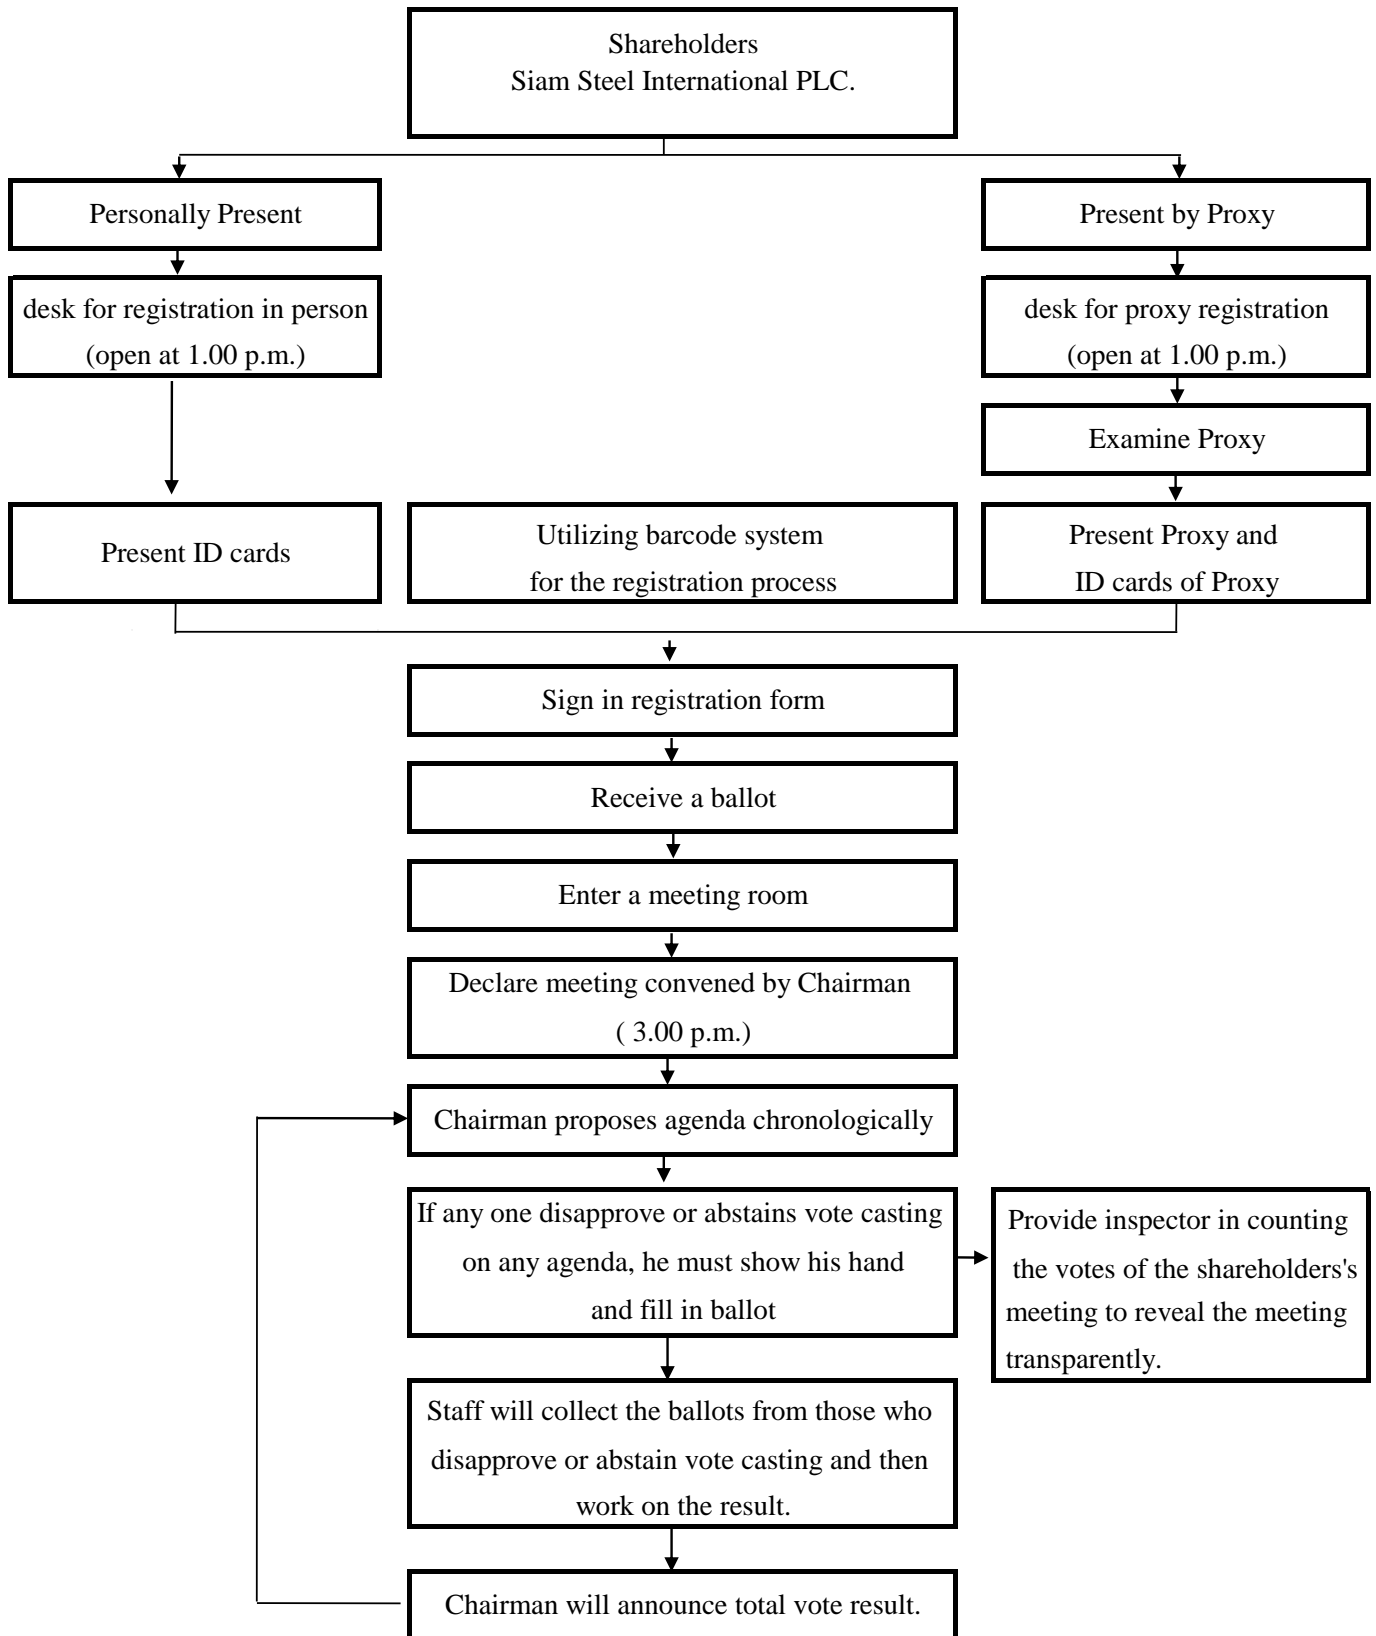 Shareholders
Siam Steel International PLC.
Personally Present
Present by Proxy
desk for registration in person
(open at 1.00 p.m.)
desk for proxy registration
(open at 1.00 p.m.)
Examine Proxy
Present ID cards
Utilizing barcode system
for the registration process
Present Proxy and
ID cards of Proxy
Sign in registration form
Receive a ballot
Enter a meeting room
Declare meeting convened by Chairman
( 3.00 p.m.)
Chairman proposes agenda chronologically
If any one disapprove or abstains vote casting
on any agenda, he must show his hand
and fill in ballot
Provide inspector in counting
the votes of the shareholders's
meeting to reveal the meeting
transparently.
Staff will collect the ballots from those who
disapprove or abstain vote casting and then
work on the result.
Chairman will announce total vote result.